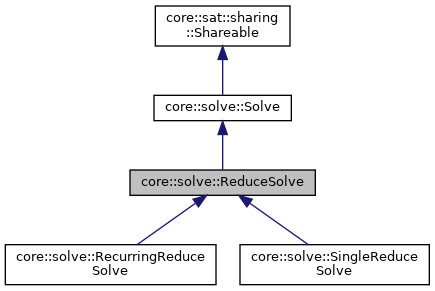 core::sat::sharing
::Shareable
core::solve::Solve
core::solve::ReduceSolve
core::solve::RecurringReduce
Solve
core::solve::SingleReduce
Solve